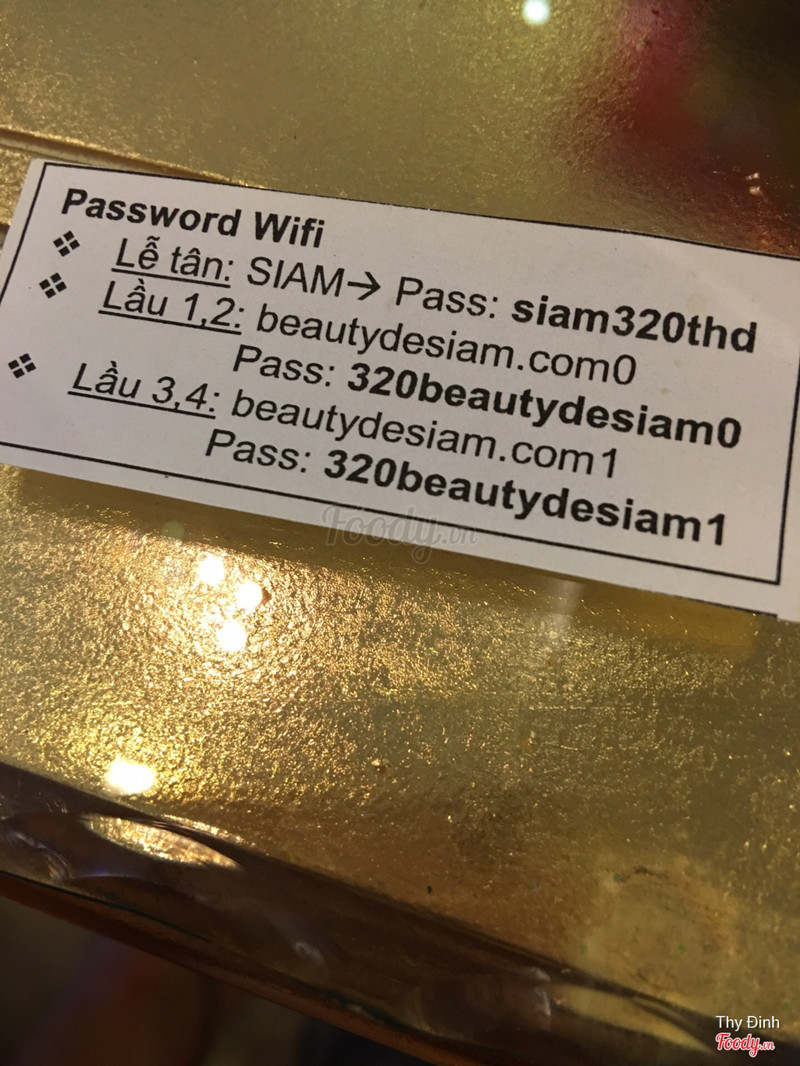 Password Wifi
❖ Lễ tân: SIAM→ Pass: siam320thd
❖ Lầu 1,2: beautydesiam.com0
Pass: 320beautydesiam0
❖ Lầu 3,4: beautydesiam.com1
Pass: 320beautydesiam1
Foody.vn
Thy Đinh
Foody.vn